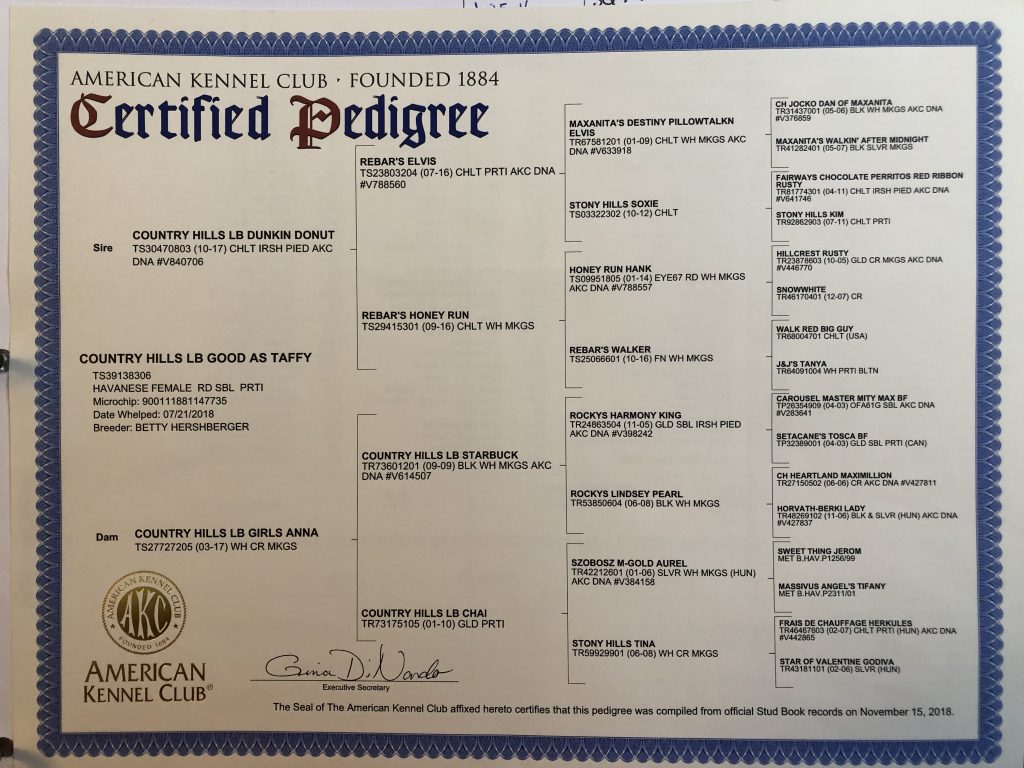 AMERICAN KENNEL CLUB · FOUNDED 1884
Certified Pedigree
Sire
COUNTRY HILLS LB DUNKIN DONUT
TS30470803 (10-17) CHLT IRSH PIED AKC
DNA #V840706
COUNTRY HILLS LB GOOD AS TAFFY
TS39138306
HAVANESE FEMALE RD SBL PRTI
Microchip: 900111881147735
Date Whelped: 07/21/2018
Breeder: BETTY HERSHBERGER
Dam
COUNTRY HILLS LB GIRLS ANNA
TS27727205 (03-17) WH CR MKGS
REBAR'S ELVIS
TS23803204 (07-16) CHLT PRTI AKC DNA
#V788560
REBAR'S HONEY RUN
TS29415301 (09-16) CHLT WH MKGS
COUNTRY HILLS LB STARBUCK
TR73601201 (09-09) BLK WH MKGS AKC
DNA #V614507
COUNTRY HILLS LB CHAI
TR73175105 (01-10) GLD PRTI
MAXANITA'S DESTINY PILLOWTALKN
ELVIS
TR67581201 (01-09) CHLT WH MKGS AKC
DNA #V633918
STONY HILLS SOXIE
TS03322302 (10-12) CHLT
HONEY RUN HANK
TS09951805 (01-14) EYE67 RD WH MKGS
AKC DNA #V788557
REBAR'S WALKER
TS25066601 (10-16) FN WH MKGS
ROCKYS HARMONY KING
TR24863504 (11-05) GLD SBL IRSH PIED
AKC DNA #V398242
ROCKYS LINDSEY PEARL
TR53850604 (06-08) BLK WH MKGS
SZOBOSZ M-GOLD AUREL
TR42212601 (01-06) SLVR WH MKGS (HUN)
AKC DNA #V384158
STONY HILLS TINA
TR59929901 (06-08) WH CR MKGS
CH JOCKO DAN OF MAXANITA
TR31437001 (05-06) BLK WH MKGS AKC DNA
#V376859
MAXANITA'S WALKIN' AFTER MIDNIGHT
TR41282401 (05-07) BLK SLVR MKGS
FAIRWAYS CHOCOLATE PERRITOS RED RIBBON
RUSTY
TR81774301 (04-11) CHLT IRSH PIED AKC DNA
#V641746
STONY HILLS KIM
TR92862903 (07-11) CHLT PRTI
HILLCREST RUSTY
TR23878603 (10-05) GLD CR MKGS AKC DNA
#V446770
SNOWWHITE
TR46170401 (12-07) CR
WALK RED BIG GUY
TR68004701 CHLT (USA)
J&J'S TANYA
TR64091004 WH PRTI BLTN
CAROUSEL MASTER MITY MAX BF
TP26354909 (04-03) OFA61G SBL AKC DNA
#V283641
SETACANE'S TOSCA BF
TP32389001 (04-03) GLD SBL PRTI (CAN)
CH HEARTLAND MAXIMILLION
TR27150502 (06-06) CR AKC DNA #V427811
HORVATH-BERKI LADY
TR48269102 (11-06) BLK & SLVR (HUN) AKC DNA
#V427837
SWEET THING JEROM
MET B.HAV.P1256/99
MASSIVUS ANGEL'S TIFANY
MET B.HAV.P2311/01
FRAIS DE CHAUFFAGE HERKULES
TR46467603 (02-07) CHLT PRTI (HUN) AKC DNA
#V442865
STAR OF VALENTINE GODIVA
TR43181101 (02-06) SLVR (HUN)
AMERICAN KENNEL CLUB
AKC
FOUNDED 1884
AMERICAN
KENNEL CLUB®
Gina DiNardo
Executive Secretary
The Seal of The American Kennel Club affixed hereto certifies that this pedigree was compiled from official Stud Book records on November 15, 2018.